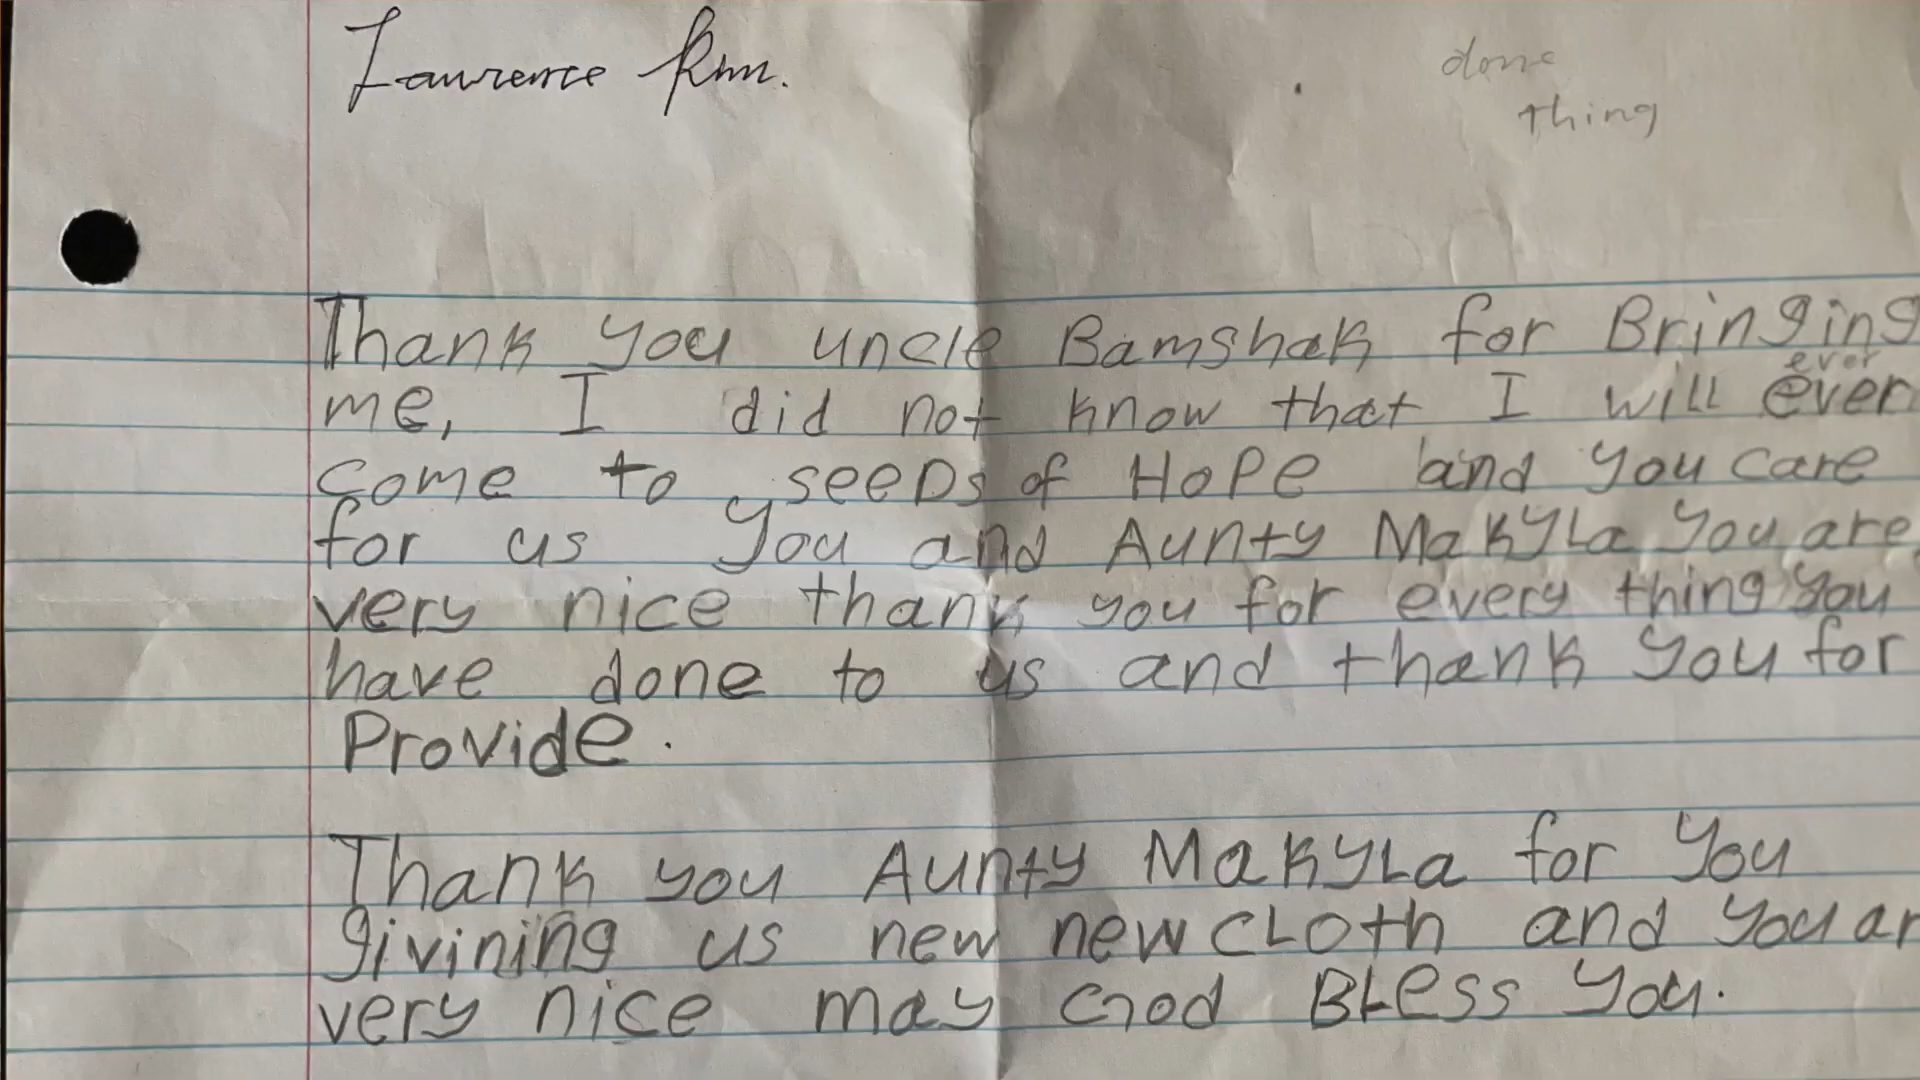 Lawrence
done
thing
Thank you uncle Bamshak for Bringing
ever
me, I did not know that I will ever
come to seeDs of HoPe and you care
for us You and Aunty MakyLa You are
very nice thank you for every thing you
have done to us and thank you for
Provide.
Thank you Aunty MakyLa for You
givining us new new cLoth and you ar
very nice may God BLess You.